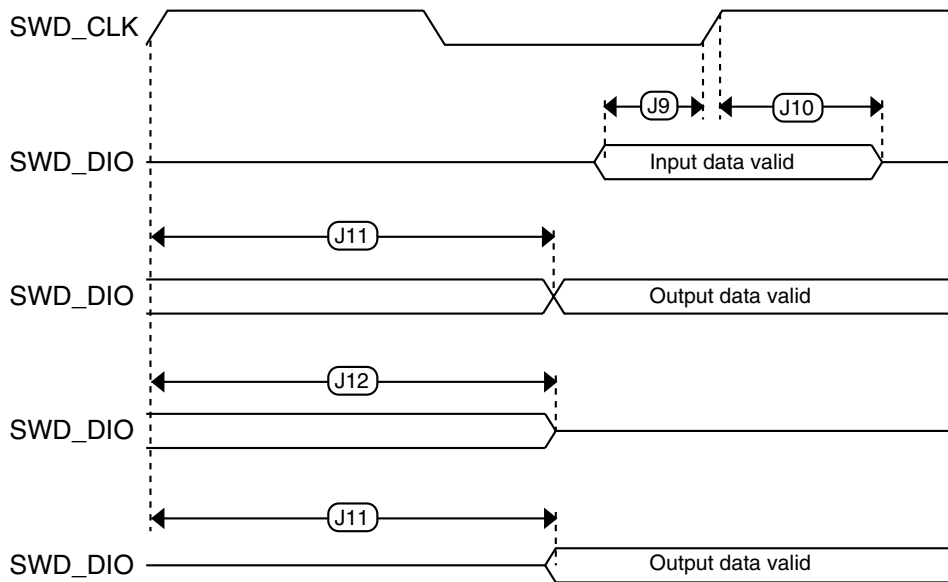 SWD_CLK
J9
J10
SWD_DIO
Input data valid
J11
SWD_DIO
Output data valid
J12
SWD_DIO
J11
SWD_DIO
Output data valid